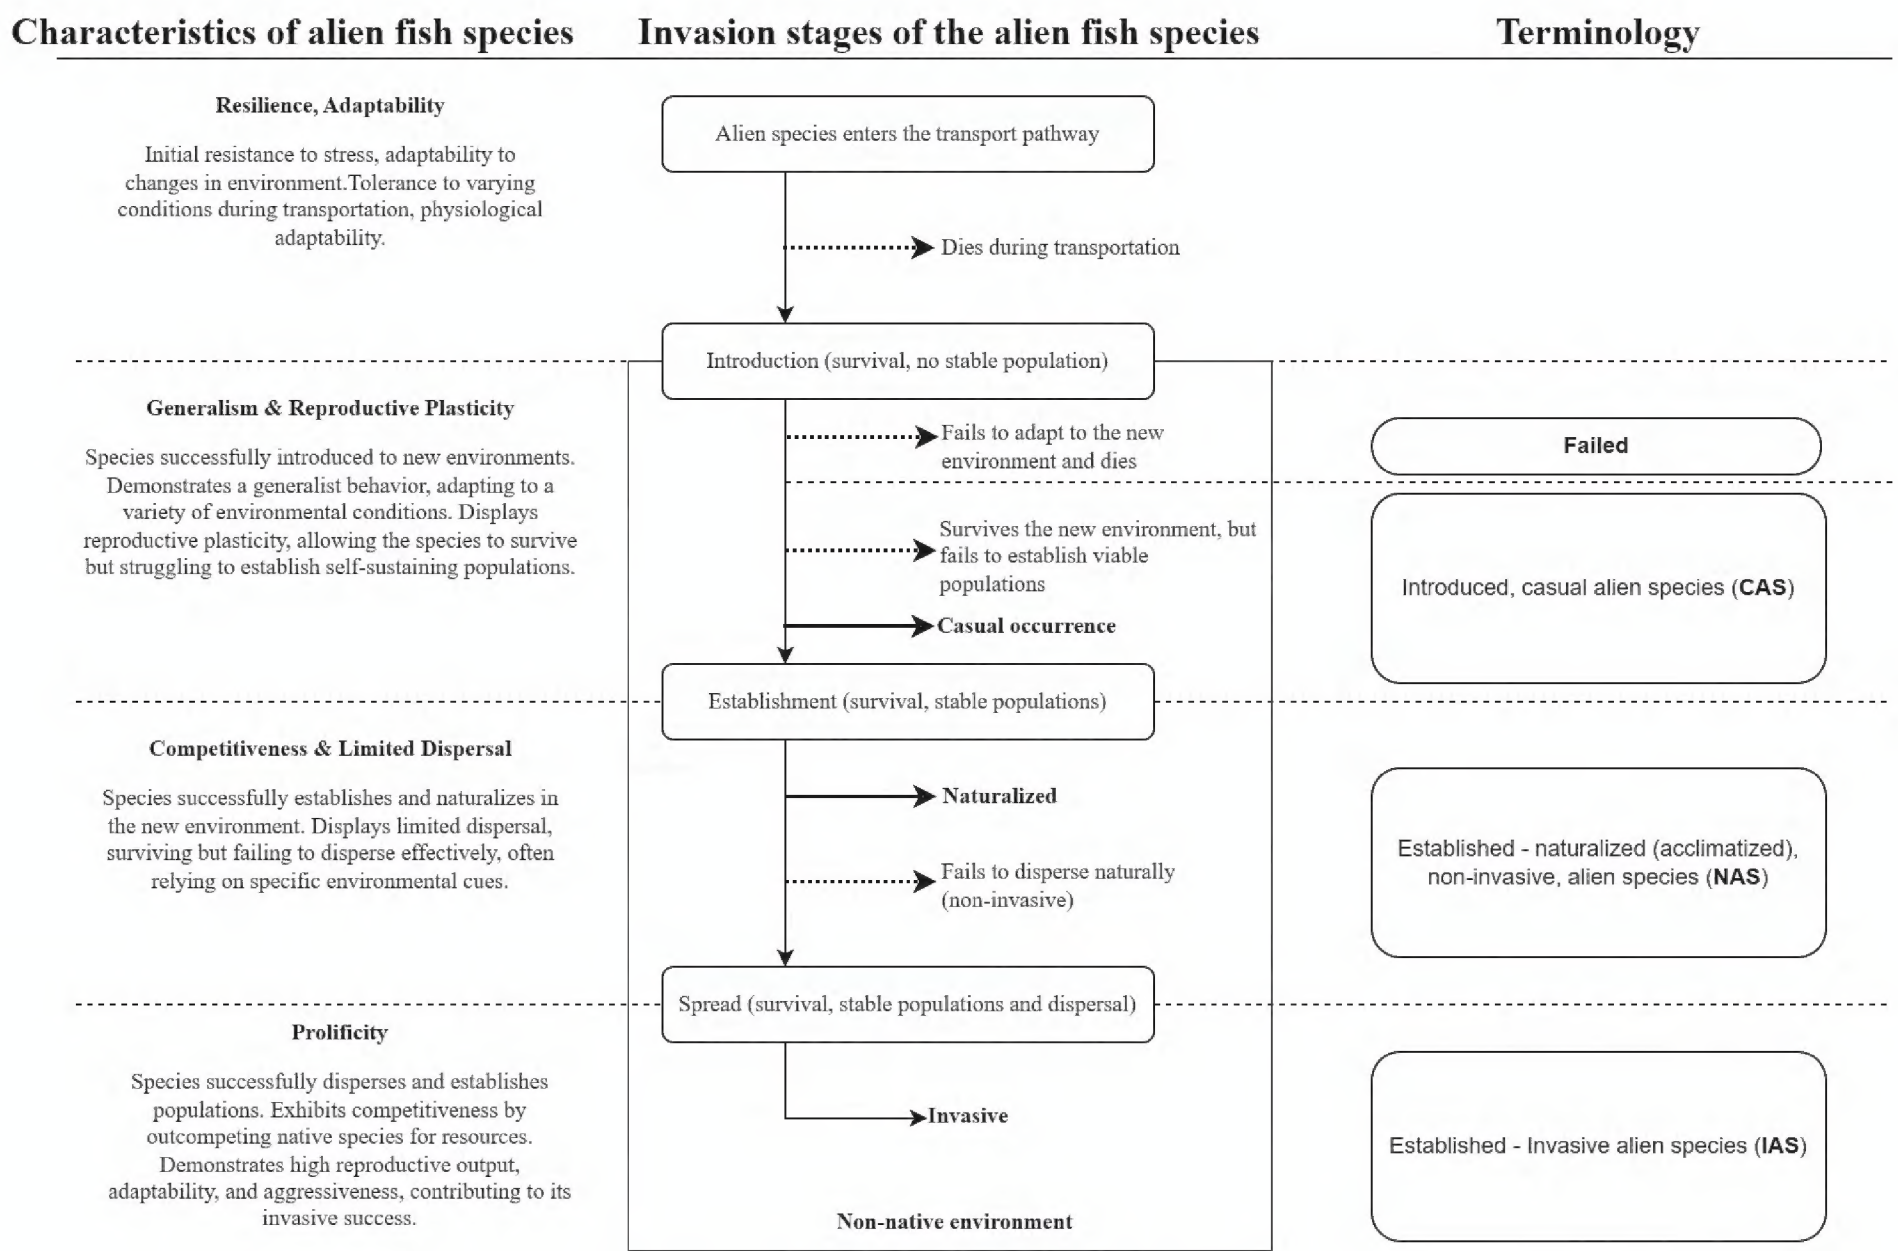 Characteristics of alien fish species
Invasion stages of the alien fish species
Terminology
Resilience, Adaptability
Initial resistance to stress, adaptability to
changes in environment.Tolerance to varying
conditions during transportation, physiological
adaptability.
Alien species enters the transport pathway
Dies during transportation
Introduction (survival, no stable population)
Generalism & Reproductive Plasticity
Species successfully introduced to new environments.
Demonstrates a generalist behavior, adapting to a
variety of environmental conditions. Displays
reproductive plasticity, allowing the species to survive
but struggling to establish self-sustaining populations.
Fails to adapt to the new
environment and dies
Failed
Survives the new environment, but
fails to establish viable
populations
Casual occurrence
Introduced, casual alien species (CAS)
Establishment (survival, stable populations)
Competitiveness & Limited Dispersal
Species successfully establishes and naturalizes in
the new environment. Displays limited dispersal,
surviving but failing to disperse effectively, often
relying on specific environmental cues.
Naturalized
Fails to disperse naturally
(non-invasive)
Established - naturalized (acclimatized),
non-invasive, alien species (NAS)
Spread (survival, stable populations and dispersal)
Prolificity
Species successfully disperses and establishes
populations. Exhibits competitiveness by
outcompeting native species for resources.
Demonstrates high reproductive output,
adaptability, and aggressiveness, contributing to its
invasive success.
Invasive
Non-native environment
Established - Invasive alien species (IAS)